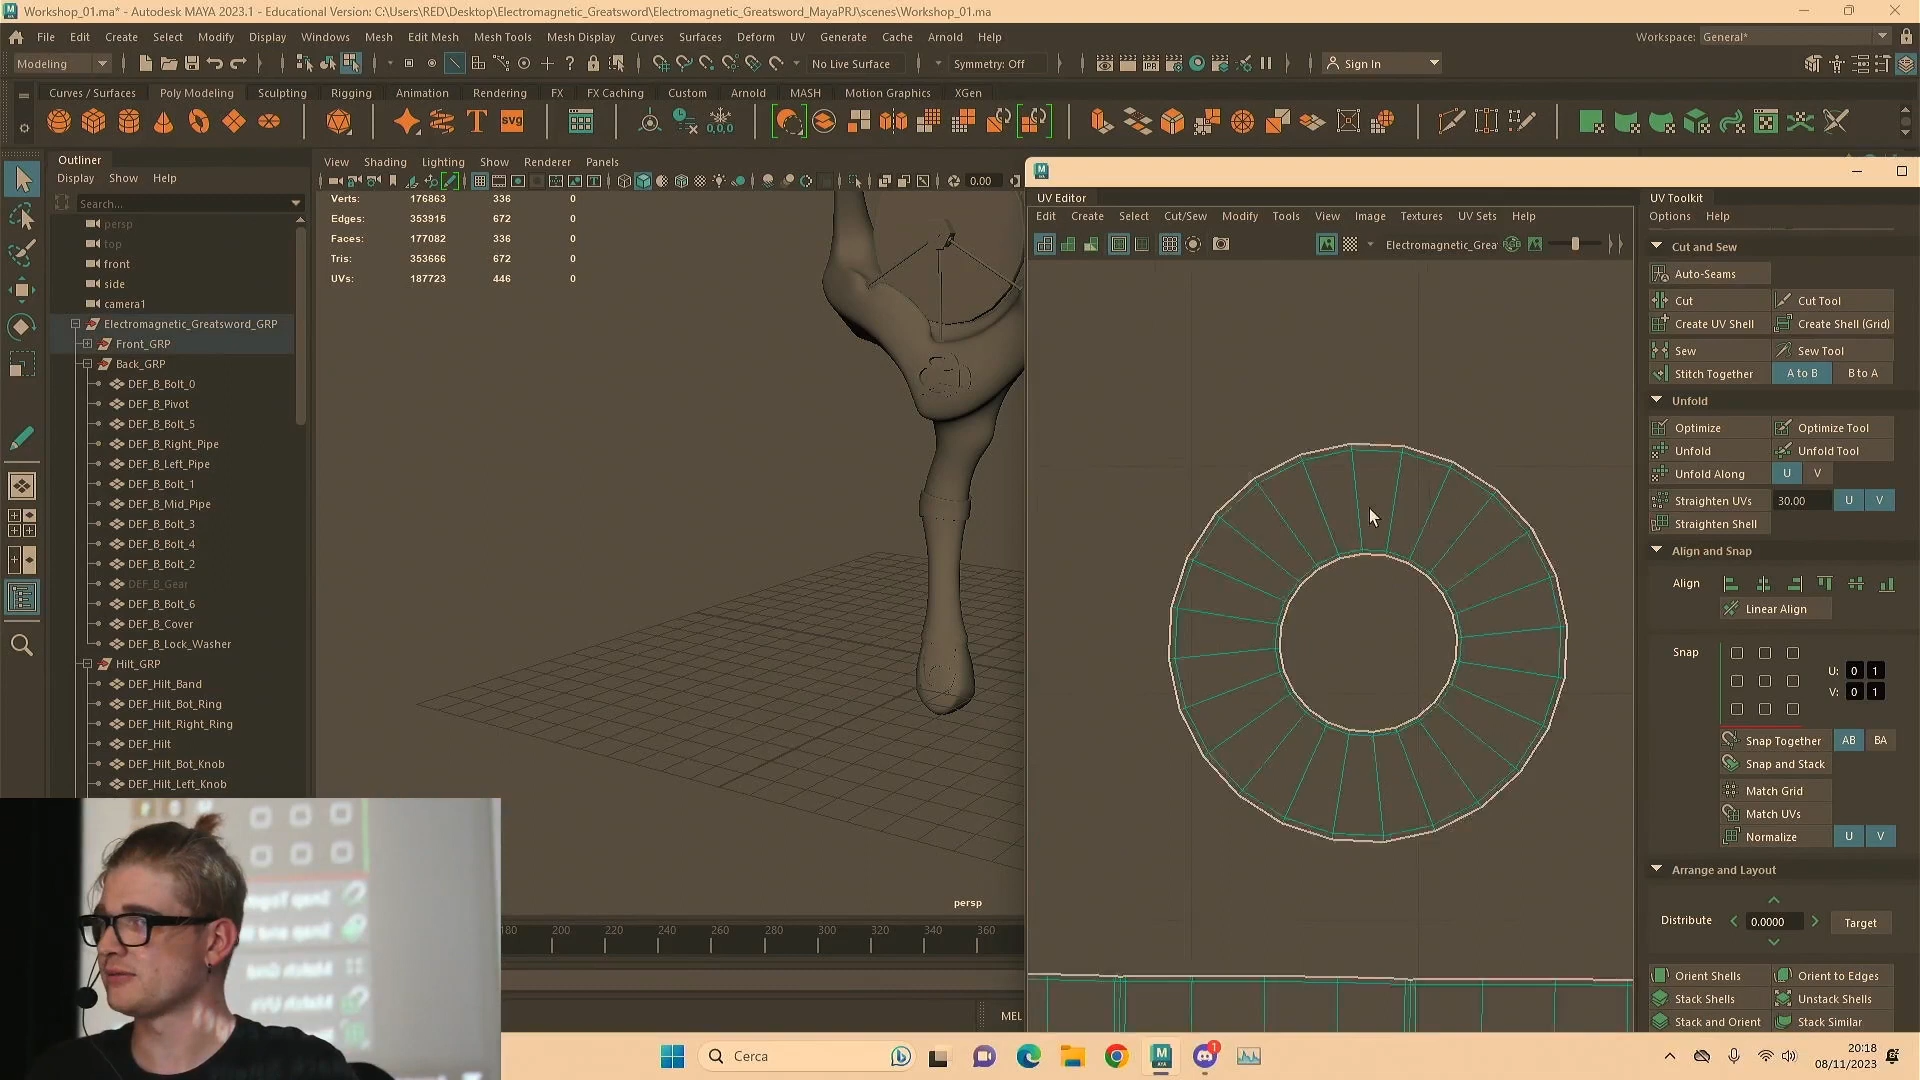 Workshop_01.ma* - Autodesk MAYA 2023.1 - Educational Version: C:\Users\RED\Desktop\Electromagnetic_Greatsword\Electromagnetic_Greatsword_MayaPRJ\scenes\Workshop_01.ma
File Edit Create Select Modify Display Windows Mesh Edit Mesh Mesh Tools Mesh Display Curves Surfaces Deform UV Generate Cache Arnold Help Workspace: General*
Modeling No Live Surface Symmetry: Off Sign In
Curves / Surfaces Poly Modeling Sculpting Rigging Animation Rendering FX FX Caching Custom Arnold MASH Motion Graphics XGen
T svg 0,0,0
Outliner
Display Show Help
Search...
persp
top
front
side
camera1
Electromagnetic_Greatsword_GRP
Front_GRP
Back_GRP
DEF_B_Bolt_0
DEF_B_Pivot
DEF_B_Bolt_5
DEF_B_Right_Pipe
DEF_B_Left_Pipe
DEF_B_Bolt_1
DEF_B_Mid_Pipe
DEF_B_Bolt_3
DEF_B_Bolt_4
DEF_B_Bolt_2
DEF_B_Gear
DEF_B_Bolt_6
DEF_B_Cover
DEF_B_Lock_Washer
Hilt_GRP
DEF_Hilt_Band
DEF_Hilt_Bot_Ring
DEF_Hilt_Right_Ring
DEF_Hilt
DEF_Hilt_Bot_Knob
DEF_Hilt_Left_Knob
View Shading Lighting Show Renderer Panels
0.00
Verts: 176863 336 0
Edges: 353915 672 0
Faces: 177082 336 0
Tris: 353666 672 0
UVs: 187723 446 0
persp
180 200 220 240 260 280 300 320 340 360
MEL
UV Editor
Edit Create Select Cut/Sew Modify Tools View Image Textures UV Sets Help
Electromagnetic_Grea
UV Toolkit
Options Help
Cut and Sew
Auto-Seams
Cut Cut Tool
Create UV Shell Create Shell (Grid)
Sew Sew Tool
Stitch Together A to B B to A
Unfold
Optimize Optimize Tool
Unfold Unfold Tool
Unfold Along U V
Straighten UVs 30.00 U V
Straighten Shell
Align and Snap
Align
Linear Align
Snap
U: 0 1
V: 0 1
Snap Together AB BA
Snap and Stack
Match Grid
Match UVs
Normalize U V
Arrange and Layout
Distribute 0.0000 Target
Orient Shells Orient to Edges
Stack Shells Unstack Shells
Stack and Orient Stack Similar
Cerca
1
20:18
08/11/2023